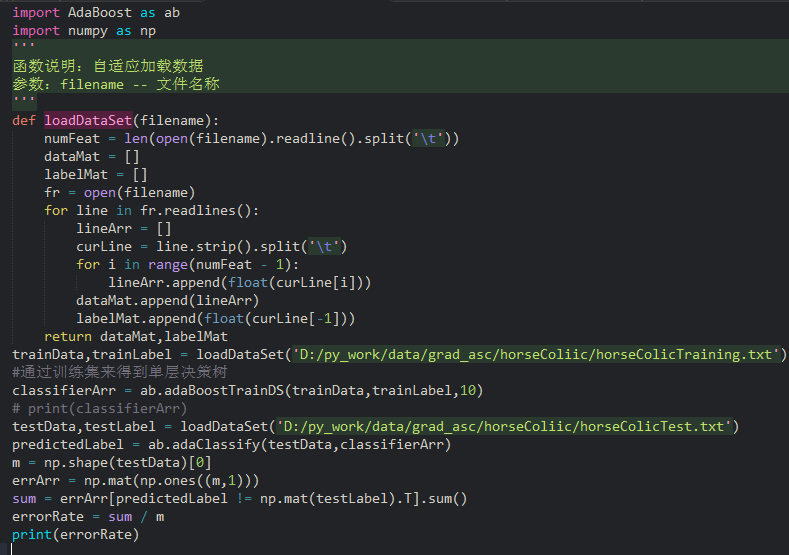 import AdaBoost as ab
import numpy as np
'''
函数说明：自适应加载数据
参数：filename -- 文件名称
'''
def loadDataSet(filename):
    numFeat = len(open(filename).readline().split('\t'))
    dataMat = []
    labelMat = []
    fr = open(filename)
    for line in fr.readlines():
        lineArr = []
        curLine = line.strip().split('\t')
        for i in range(numFeat - 1):
            lineArr.append(float(curLine[i]))
        dataMat.append(lineArr)
        labelMat.append(float(curLine[-1]))
    return dataMat,labelMat
trainData,trainLabel = loadDataSet('D:/py_work/data/grad_asc/horseColiic/horseColicTraining.txt')
#通过训练集来得到单层决策树
classifierArr = ab.adaBoostTrainDS(trainData,trainLabel,10)
# print(classifierArr)
testData,testLabel = loadDataSet('D:/py_work/data/grad_asc/horseColiic/horseColicTest.txt')
predictedLabel = ab.adaClassify(testData,classifierArr)
m = np.shape(testData)[0]
errArr = np.mat(np.ones((m,1)))
sum = errArr[predictedLabel != np.mat(testLabel).T].sum()
errorRate = sum / m
print(errorRate)